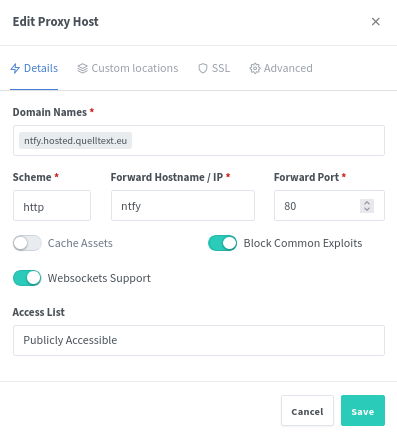 Edit Proxy Host
Details Custom locations SSL Advanced
Domain Names *
ntfy.hosted.quelltext.eu
Scheme * Forward Hostname / IP * Forward Port *
http ntfy 80
Cache Assets Block Common Exploits
Websockets Support
Access List
Publicly Accessible
Cancel Save